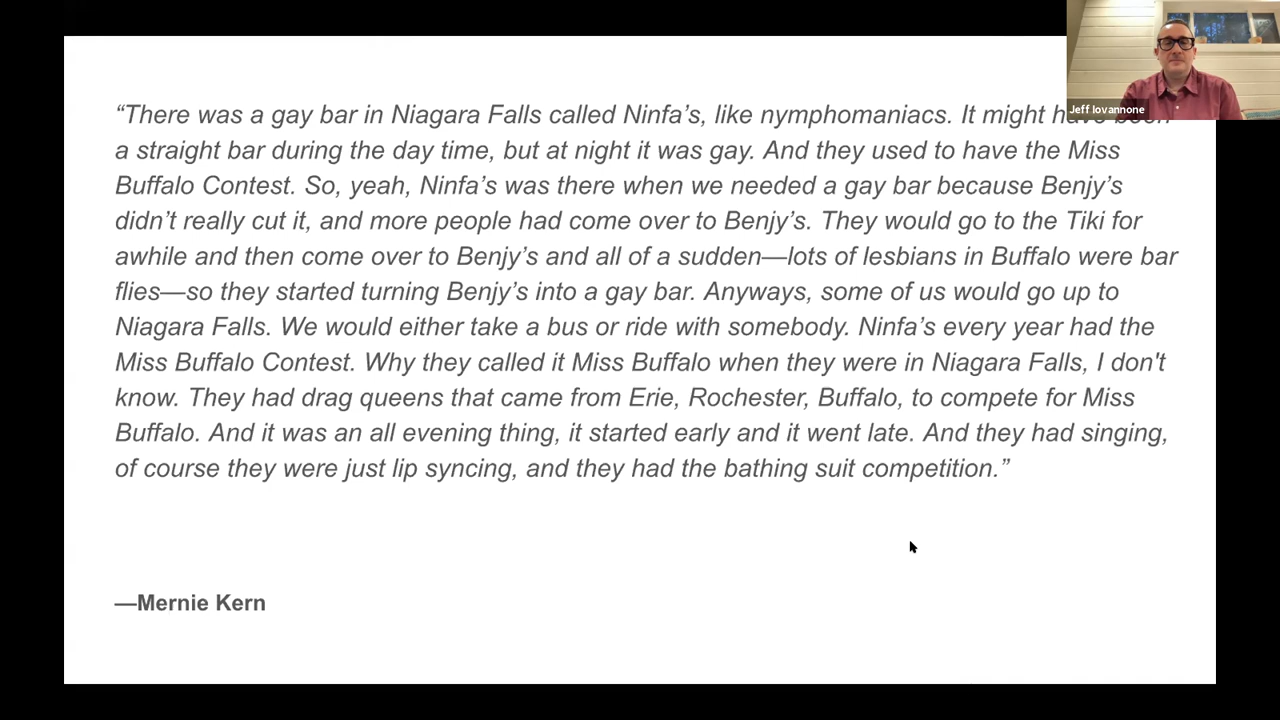 “There was a gay bar in Niagara Falls called Ninfa’s, like nymphomaniacs. It might have been
a straight bar during the day time, but at night it was gay. And they used to have the Miss
Buffalo Contest. So, yeah, Ninfa’s was there when we needed a gay bar because Benjy’s
didn’t really cut it, and more people had come over to Benjy’s. They would go to the Tiki for
awhile and then come over to Benjy’s and all of a sudden—lots of lesbians in Buffalo were bar
flies—so they started turning Benjy’s into a gay bar. Anyways, some of us would go up to
Niagara Falls. We would either take a bus or ride with somebody. Ninfa’s every year had the
Miss Buffalo Contest. Why they called it Miss Buffalo when they were in Niagara Falls, I don't
know. They had drag queens that came from Erie, Rochester, Buffalo, to compete for Miss
Buffalo. And it was an all evening thing, it started early and it went late. And they had singing,
of course they were just lip syncing, and they had the bathing suit competition.”
—Mernie Kern
Jeff Iovannone